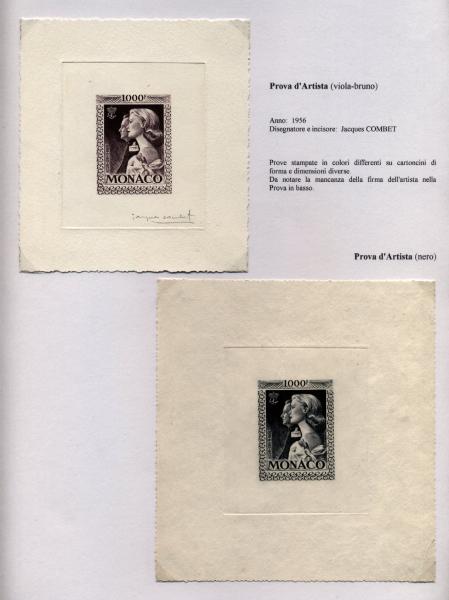 1000F
MONACO
Jacques Combet
Prova d'Artista (viola-bruno)
Anno: 1956
Disegnatore e incisore: Jacques COMBET
Prove stampate in colori differenti su cartoncini di
forma e dimensioni diverse
Da notare la mancanza della firma dell'artista nella
Prova in basso.
Prova d'Artista (nero)
1000F
MONACO